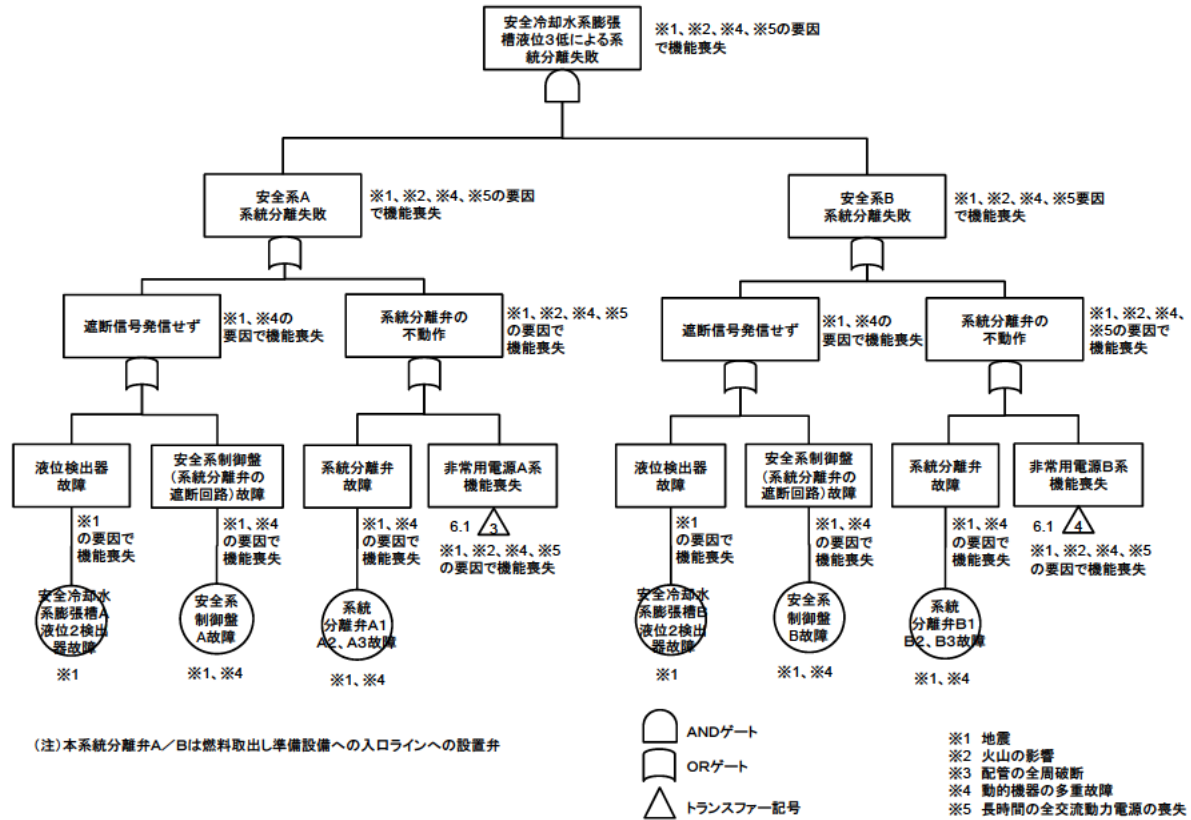 安全冷却水系膨張
槽液位3低による系
統分離失敗
※1、※2、※4、※5の要因
で機能喪失
安全系A
系統分離失敗
※1、※2、※4、※5の要因
で機能喪失
安全系B
系統分離失敗
※1、※2、※4、※5要因
で機能喪失
遮断信号発信せず
※1、※4の
要因で機能喪失
系統分離弁の
不動作
※1、※2、※4、※5
の要因で
機能喪失
遮断信号発信せず
※1、※4の
要因で機能喪失
系統分離弁の
不動作
※1、※2、※4、
※5の要因で
機能喪失
液位検出器
故障
安全系制御盤
(系統分離弁の
遮断回路)故障
系統分離弁
故障
非常用電源A系
機能喪失
液位検出器
故障
安全系制御盤
(系統分離弁の
遮断回路)故障
系統分離弁
故障
非常用電源B系
機能喪失
※1
の要因で
機能喪失
※1、※4
の要因で
機能喪失
※1、※4
の要因で
機能喪失
6.1 3
※1、※2、※4、※5
の要因で機能喪失
※1
の要因で
機能喪失
※1、※4
の要因で
機能喪失
※1、※4
の要因で
機能喪失
6.1 4
※1、※2、※4、※5
の要因で機能喪失
安全冷却水
系膨張槽A
液位2検出
器故障
※1
安全系
制御盤
A故障
※1、※4
系統
分離弁A1
A2、A3故障
※1、※4
安全冷却水
系膨張槽B
液位2検出
器故障
※1
安全系
制御盤
B故障
※1、※4
系統
分離弁B1
B2、B3故障
※1、※4
(注)本系統分離弁A/Bは燃料取出し準備設備への入口ラインへの設置弁
ANDゲート
ORゲート
トランスファー記号
※1 地震
※2 火山の影響
※3 配管の全周破断
※4 動的機器の多重故障
※5 長時間の全交流動力電源の喪失